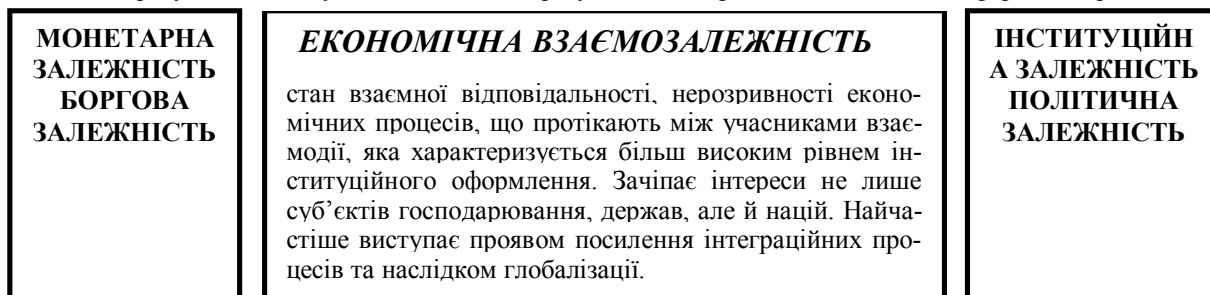 МОНЕТАРНА
ЗАЛЕЖНІСТЬ
БОРГОВА
ЗАЛЕЖНІСТЬ
ЕКОНОМІЧНА ВЗАЄМОЗАЛЕЖНІСТЬ
стан взаємної відповідальності, нерозривності еконо-
мічних процесів, що протікають між учасниками взає-
модії, яка характеризується більш високим рівнем ін-
ституційного оформлення. Зачіпає інтереси не лише
суб’єктів господарювання, держав, але й націй. Найча-
стіше виступає проявом посилення інтеграційних про-
цесів та наслідком глобалізації.
ІНСТИТУЦІЙН
А ЗАЛЕЖНІСТЬ
ПОЛІТИЧНА
ЗАЛЕЖНІСТЬ